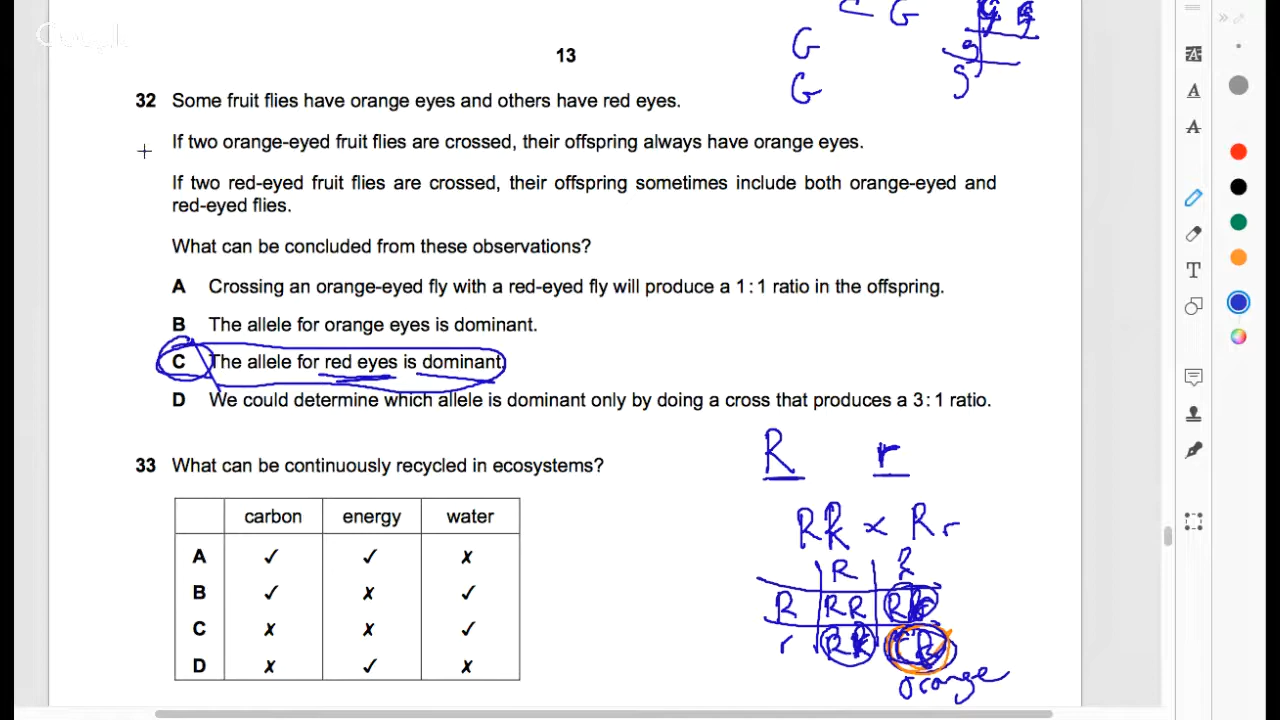 G
G
G
g
g
13
32 Some fruit flies have orange eyes and others have red eyes.
If two orange-eyed fruit flies are crossed, their offspring always have orange eyes.
If two red-eyed fruit flies are crossed, their offspring sometimes include both orange-eyed and
red-eyed flies.
What can be concluded from these observations?
A Crossing an orange-eyed fly with a red-eyed fly will produce a 1 : 1 ratio in the offspring.
B The allele for orange eyes is dominant.
C The allele for red eyes is dominant.
D We could determine which allele is dominant only by doing a cross that produces a 3 : 1 ratio.
R r
33 What can be continuously recycled in ecosystems?
carbon energy water
A ✓ ✓ ✗
B ✓ ✗ ✓
C ✗ ✗ ✓
D ✗ ✓ ✗
R × Rr
R
R RR R
r R
orange
A
A
A
T